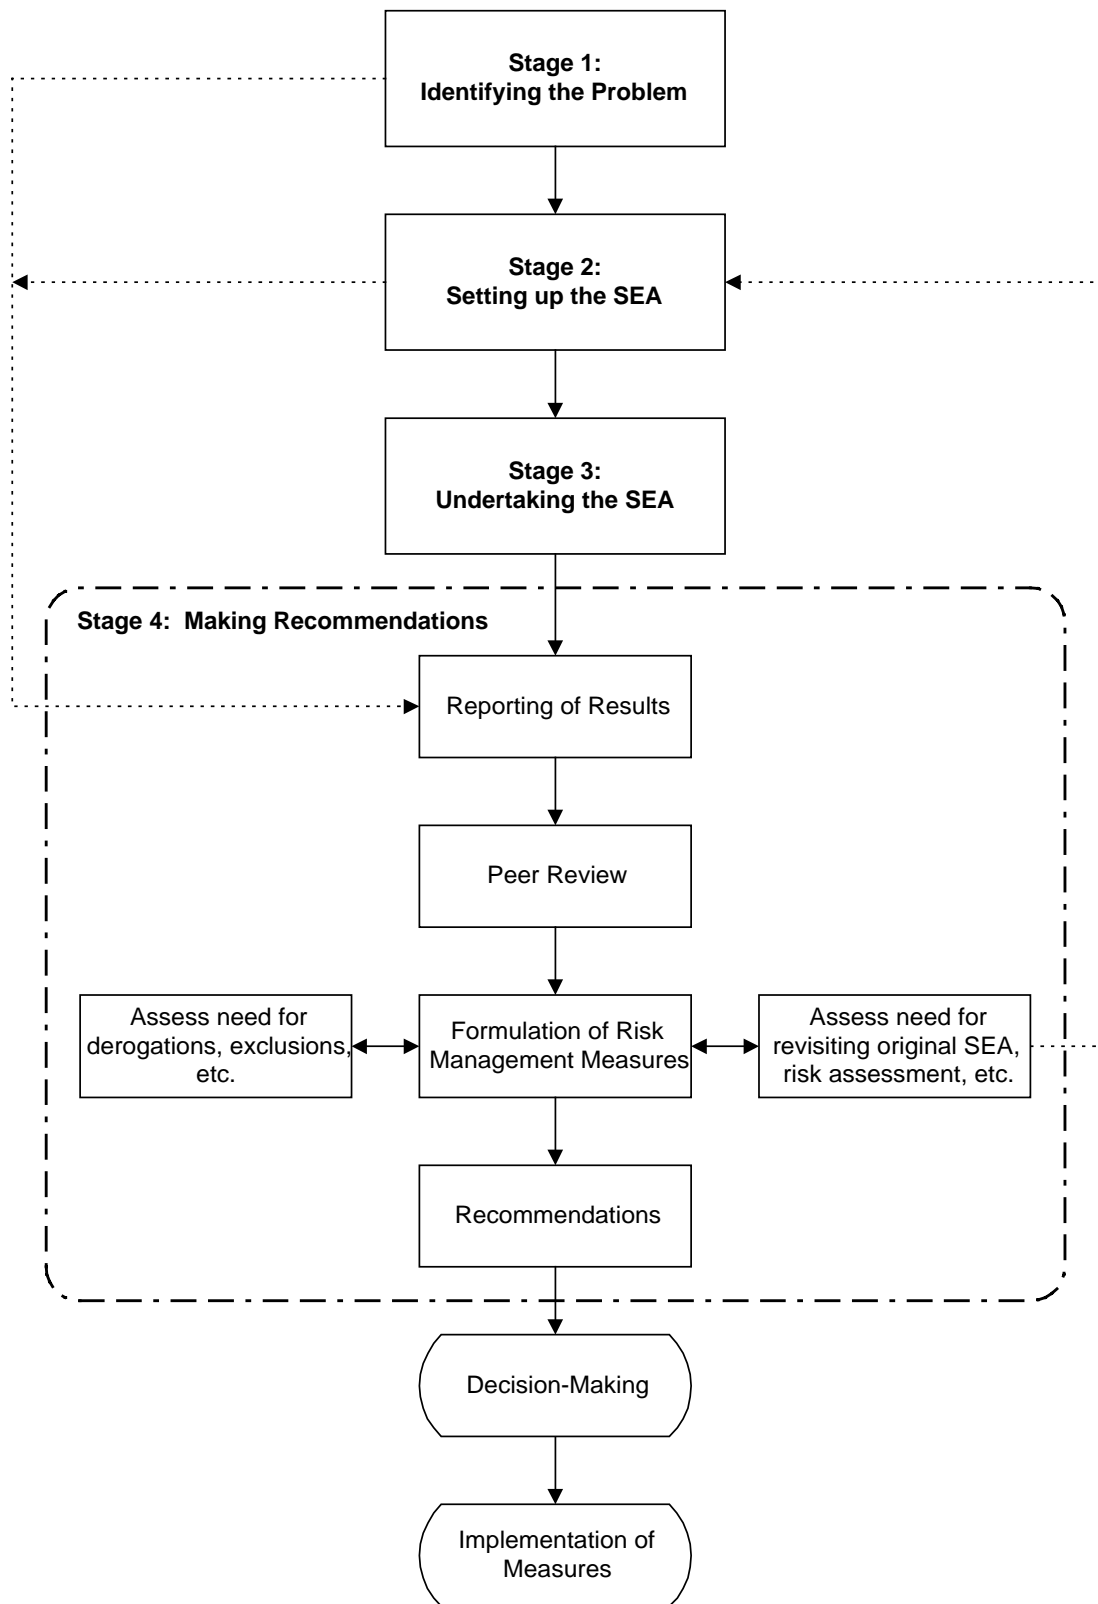 Stage 1:
Identifying the Problem
Stage 2:
Setting up the SEA
Stage 3:
Undertaking the SEA
Stage 4:  Making Recommendations
Reporting of Results
Peer Review
Assess need for
derogations, exclusions,
etc.
Formulation of Risk
Management Measures
Assess need for
revisiting original SEA,
risk assessment, etc.
Recommendations
Decision-Making
Implementation of
Measures